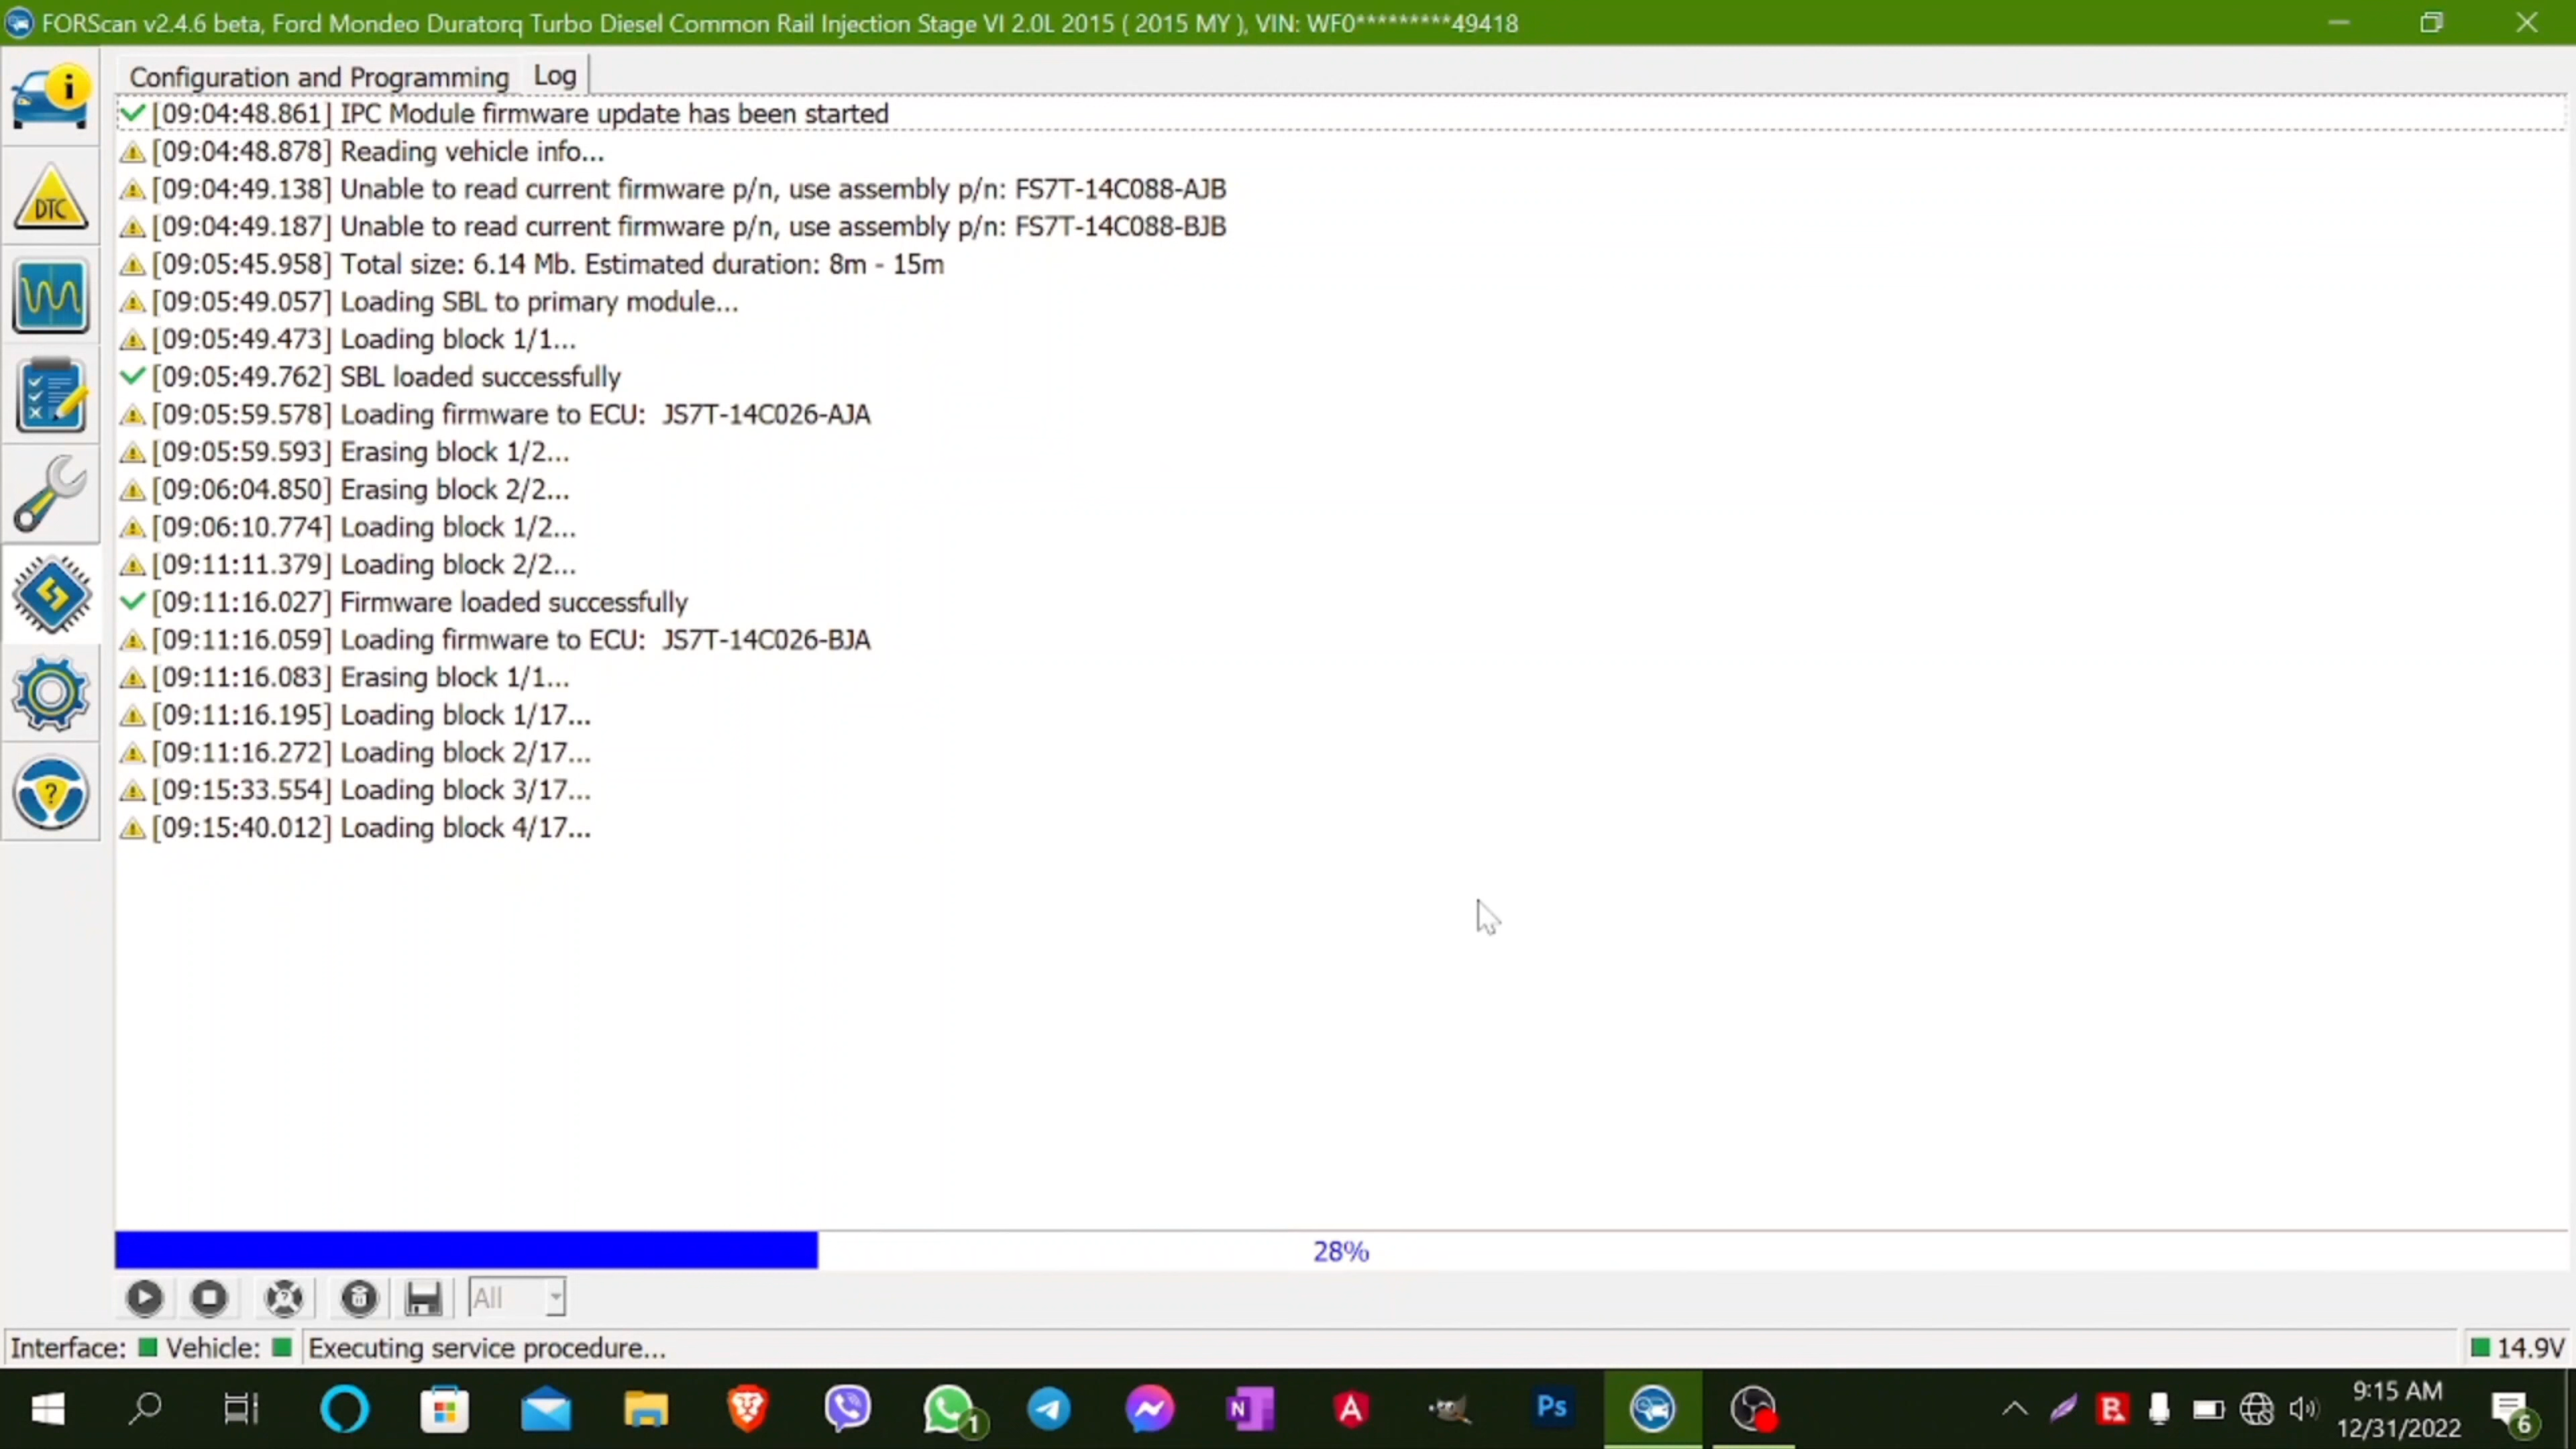 FORScan v2.4.6 beta, Ford Mondeo Duratorq Turbo Diesel Common Rail Injection Stage VI 2.0L 2015 ( 2015 MY ), VIN: WF0*********49418
Configuration and Programming Log
[09:04:48.861] IPC Module firmware update has been started
[09:04:48.878] Reading vehicle info...
[09:04:49.138] Unable to read current firmware p/n, use assembly p/n: FS7T-14C088-AJB
[09:04:49.187] Unable to read current firmware p/n, use assembly p/n: FS7T-14C088-BJB
[09:05:45.958] Total size: 6.14 Mb. Estimated duration: 8m - 15m
[09:05:49.057] Loading SBL to primary module...
[09:05:49.473] Loading block 1/1...
[09:05:49.762] SBL loaded successfully
[09:05:59.578] Loading firmware to ECU: JS7T-14C026-AJA
[09:05:59.593] Erasing block 1/2...
[09:06:04.850] Erasing block 2/2...
[09:06:10.774] Loading block 1/2...
[09:11:11.379] Loading block 2/2...
[09:11:16.027] Firmware loaded successfully
[09:11:16.059] Loading firmware to ECU: JS7T-14C026-BJA
[09:11:16.083] Erasing block 1/1...
[09:11:16.195] Loading block 1/17...
[09:11:16.272] Loading block 2/17...
[09:15:33.554] Loading block 3/17...
[09:15:40.012] Loading block 4/17...
DTC
28%
All
Interface: Vehicle: Executing service procedure... 14.9V
1
N
Ps
9:15 AM
12/31/2022
6